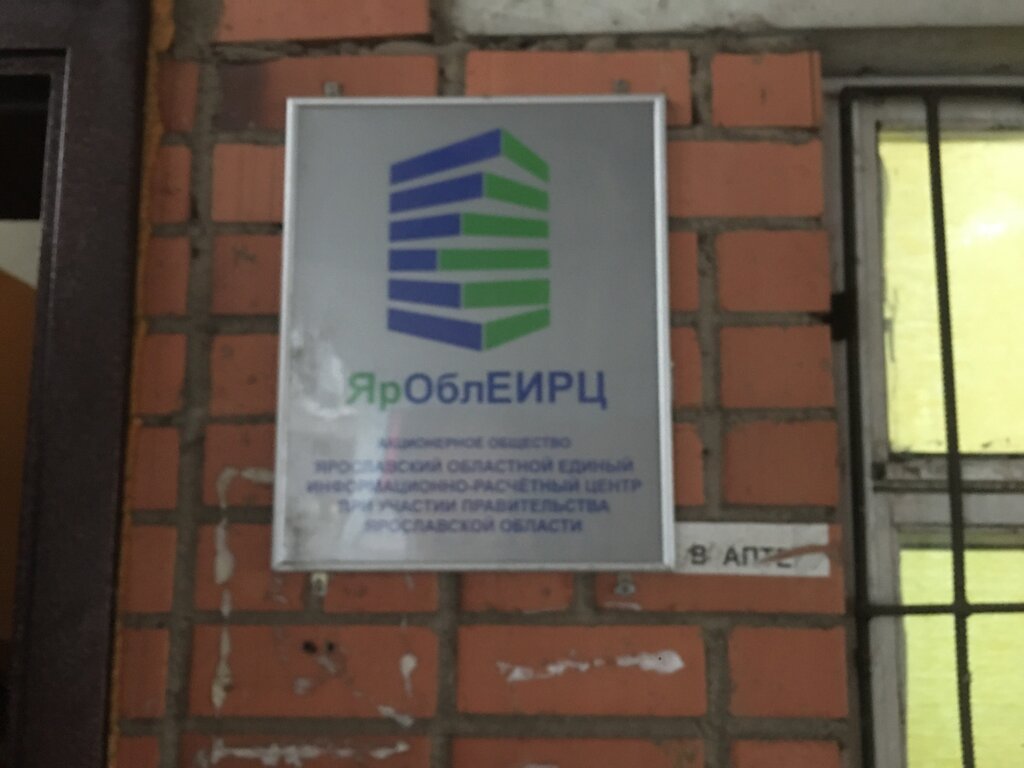 ЯрОблЕИРЦ
АКЦИОНЕРНОЕ ОБЩЕСТВО
ЯРОСЛАВСКИЙ ОБЛАСТНОЙ ЕДИНЫЙ
ИНФОРМАЦИОННО-РАСЧЁТНЫЙ ЦЕНТР
ПРИ УЧАСТИИ ПРАВИТЕЛЬСТВА
ЯРОСЛАВСКОЙ ОБЛАСТИ
В АПТЕ